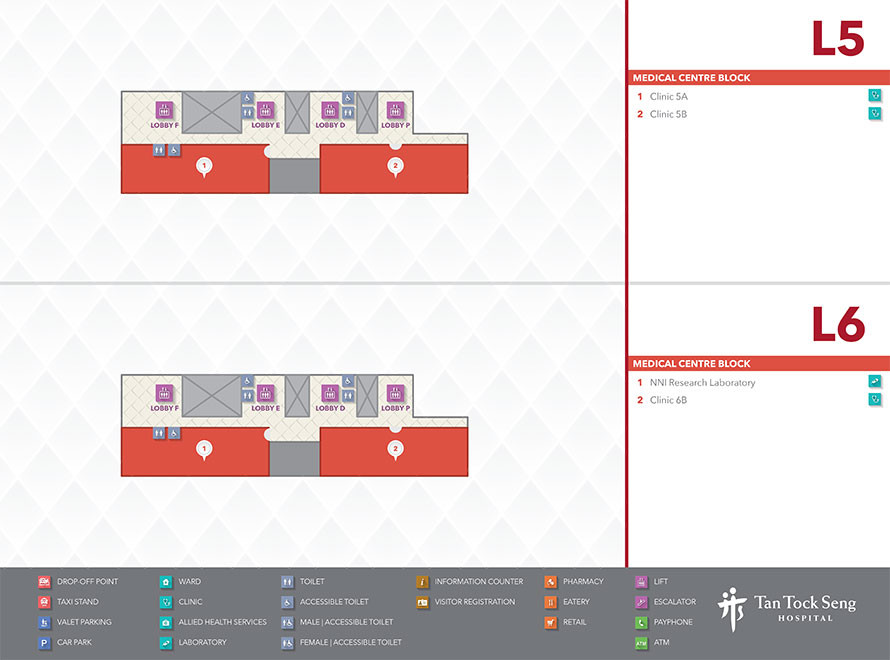 L5
MEDICAL CENTRE BLOCK
1 Clinic 5A
2 Clinic 5B
LOBBY F
LOBBY E
LOBBY D
LOBBY P
1
2
L6
MEDICAL CENTRE BLOCK
1 NNI Research Laboratory
2 Clinic 6B
LOBBY F
LOBBY E
LOBBY D
LOBBY P
1
2
DROP-OFF POINT
TAXI STAND
VALET PARKING
P CAR PARK
WARD
CLINIC
ALLIED HEALTH SERVICES
LABORATORY
TOILET
ACCESSIBLE TOILET
MALE | ACCESSIBLE TOILET
FEMALE | ACCESSIBLE TOILET
i INFORMATION COUNTER
VISITOR REGISTRATION
PHARMACY
EATERY
RETAIL
LIFT
ESCALATOR
PAYPHONE
ATM ATM
Tan Tock Seng
HOSPITAL